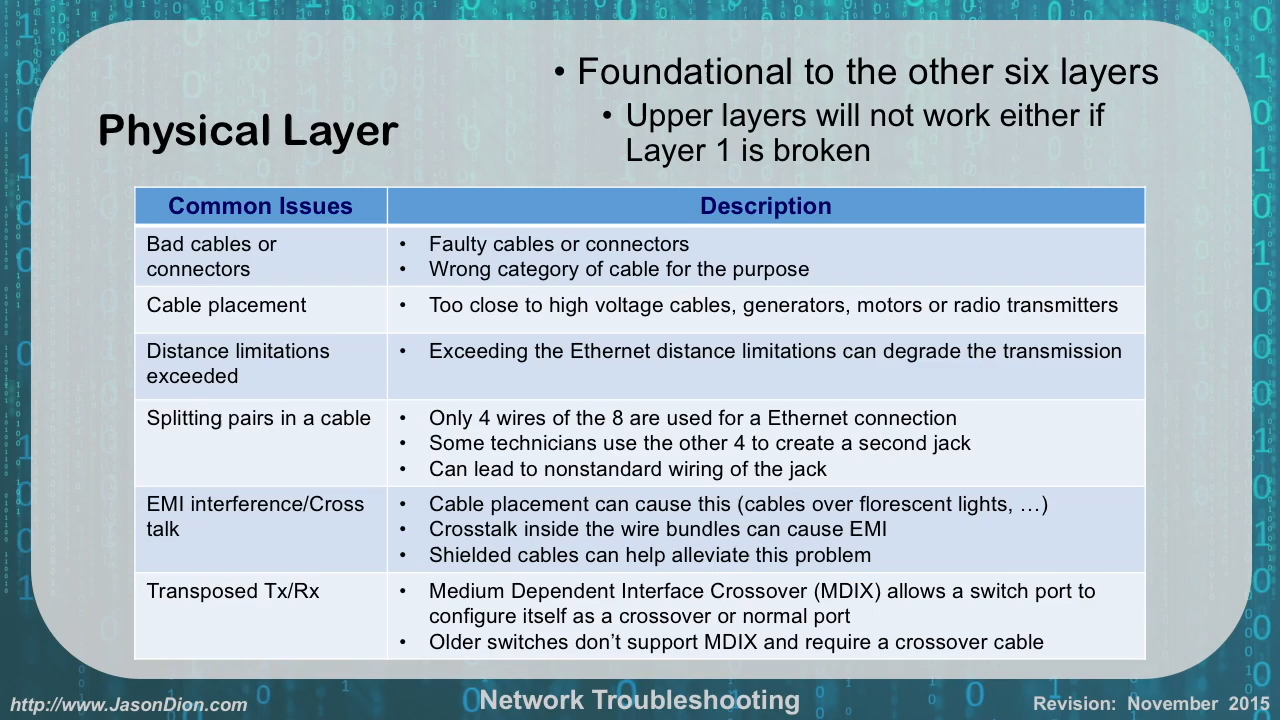 Physical Layer
• Foundational to the other six layers
• Upper layers will not work either if
Layer 1 is broken
Common Issues
Description
Bad cables or
connectors
• Faulty cables or connectors
• Wrong category of cable for the purpose
Cable placement
• Too close to high voltage cables, generators, motors or radio transmitters
Distance limitations
exceeded
• Exceeding the Ethernet distance limitations can degrade the transmission
Splitting pairs in a cable
• Only 4 wires of the 8 are used for a Ethernet connection
• Some technicians use the other 4 to create a second jack
• Can lead to nonstandard wiring of the jack
EMI interference/Cross
talk
• Cable placement can cause this (cables over florescent lights, …)
• Crosstalk inside the wire bundles can cause EMI
• Shielded cables can help alleviate this problem
Transposed Tx/Rx
• Medium Dependent Interface Crossover (MDIX) allows a switch port to
configure itself as a crossover or normal port
• Older switches don’t support MDIX and require a crossover cable
http://www.JasonDion.com
Network Troubleshooting
Revision: November 2015